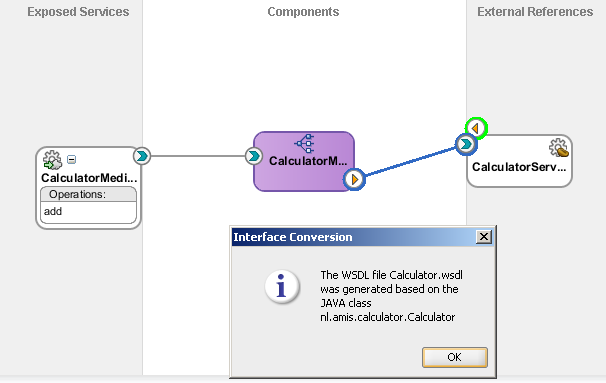 Exposed Services
Components
External References
CalculatorMedi...
Operations:
add
CalculatorM...
CalculatorServ...
Interface Conversion
The WSDL file Calculator.wsdl
was generated based on the
JAVA class
nl.amis.calculator.Calculator
OK